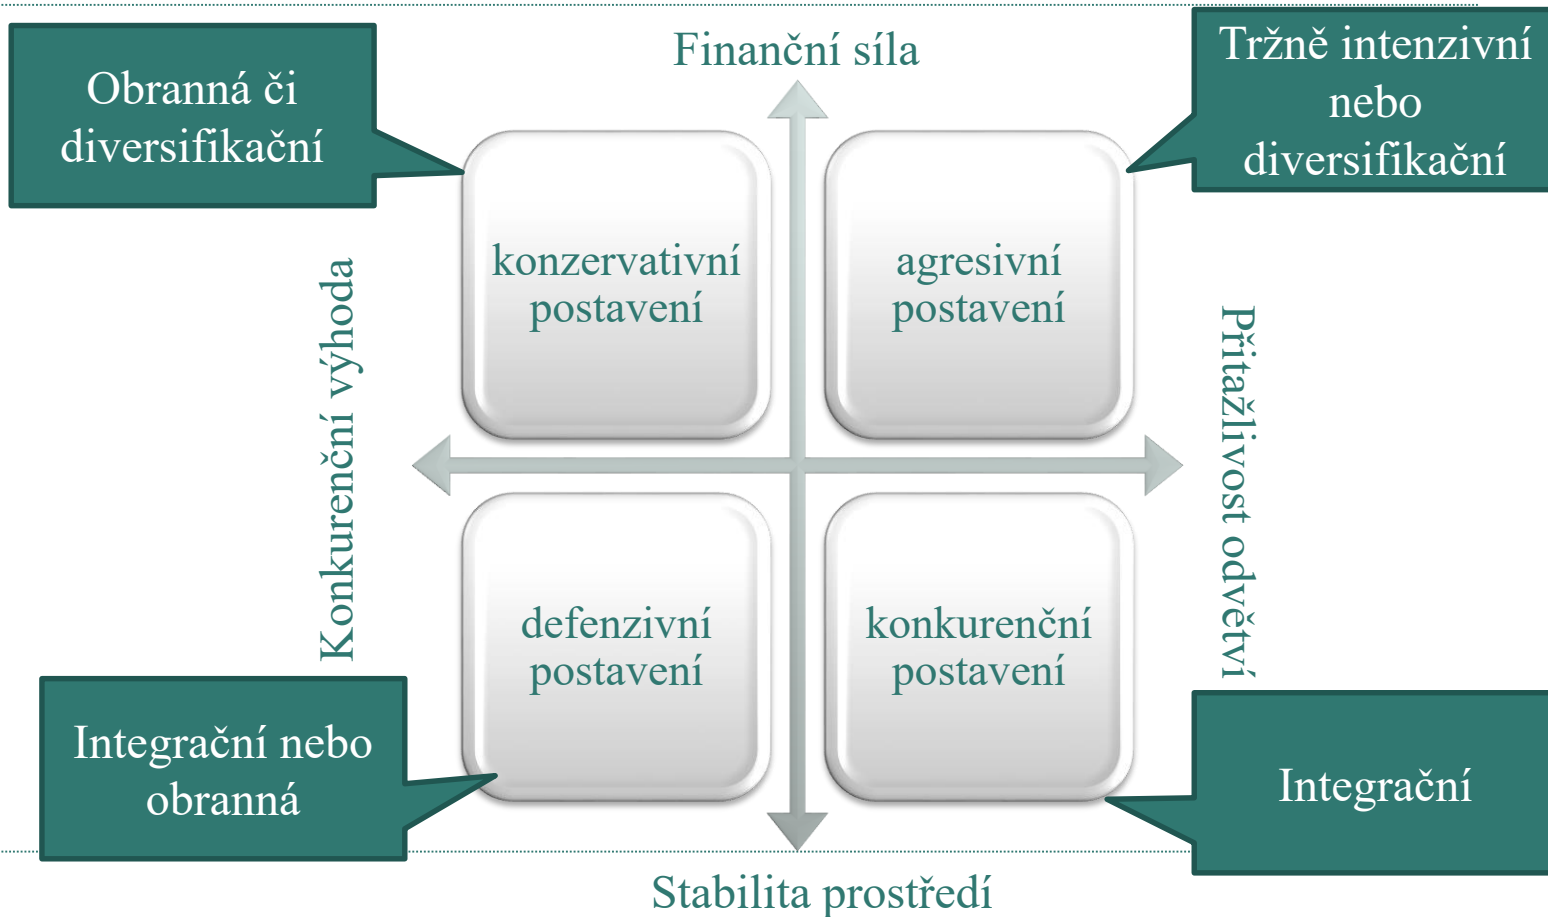 Finanční síla
Obranná či
diversifikační
Tržně intenzivní
nebo
diversifikační
konzervativní
postavení
agresivní
postavení
Konkurenční výhoda
Přitažlivost odvětví
defenzivní
postavení
konkurenční
postavení
Integrační nebo
obranná
Integrační
Stabilita prostředí